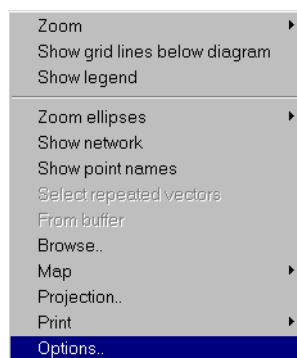 Zoom
Show grid lines below diagram
Show legend
Zoom ellipses
Show network
Show point names
Select repeated vectors
From buffer
Browse..
Map
Projection..
Print
Options..